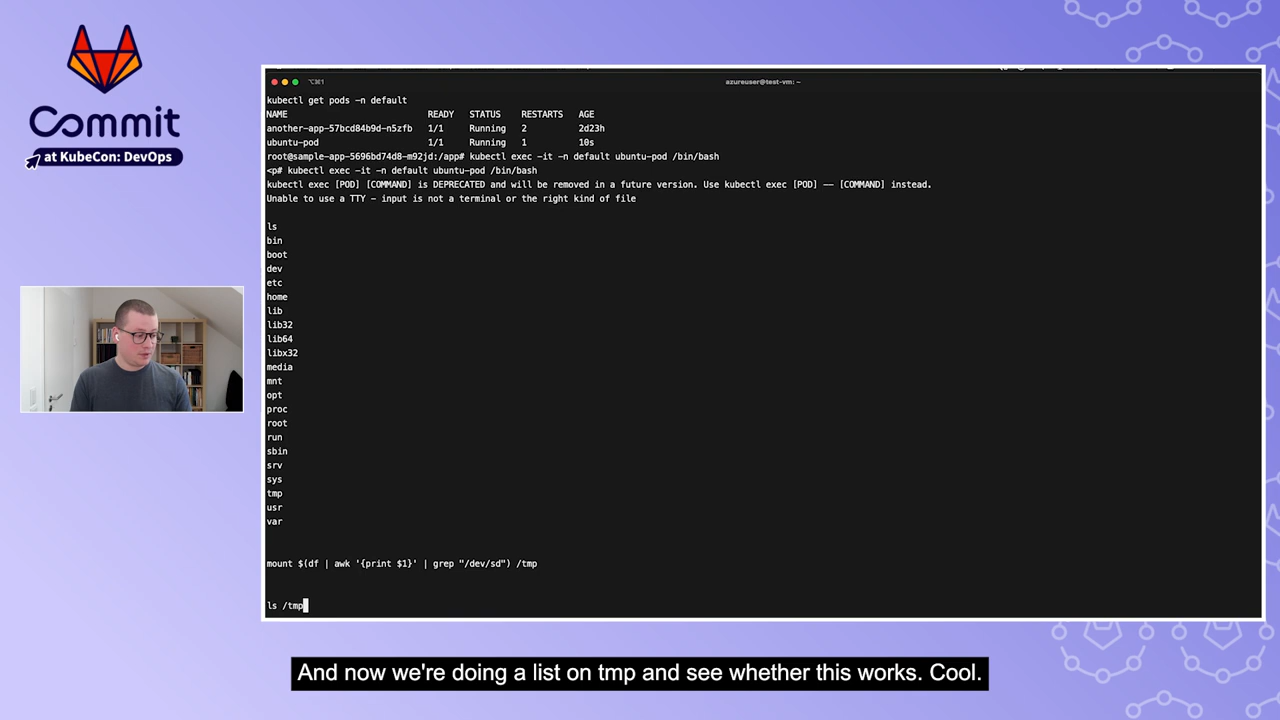 Commit
at KubeCon: DevOps
⌥⌘1
azureuser@test-vm: ~
kubectl get pods -n default
NAME READY STATUS RESTARTS AGE
another-app-57bcd84b9d-n5zfb 1/1 Running 2 2d23h
ubuntu-pod 1/1 Running 1 10s
root@sample-app-5696bd74d8-m92jd:/app# kubectl exec -it -n default ubuntu-pod /bin/bash
<p# kubectl exec -it -n default ubuntu-pod /bin/bash
kubectl exec [POD] [COMMAND] is DEPRECATED and will be removed in a future version. Use kubectl exec [POD] -- [COMMAND] instead.
Unable to use a TTY - input is not a terminal or the right kind of file
ls
bin
boot
dev
etc
home
lib
lib32
lib64
libx32
media
mnt
opt
proc
root
run
sbin
srv
sys
tmp
usr
var
mount $(df | awk '{print $1}' | grep "/dev/sd") /tmp
ls /tmp
And now we're doing a list on tmp and see whether this works. Cool.